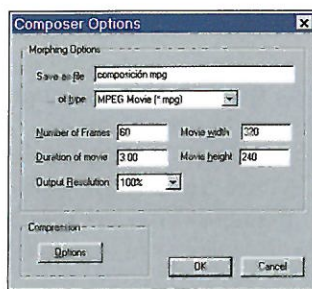 Composer Options
Morphing Options
Save as file composición mpg
... of type MPEG Movie (*.mpg)
Number of Frames 60 Movie width 320
Duration of movie 3.00 Movie height 240
Output Resolution 100%
Compression
Options
OK Cancel